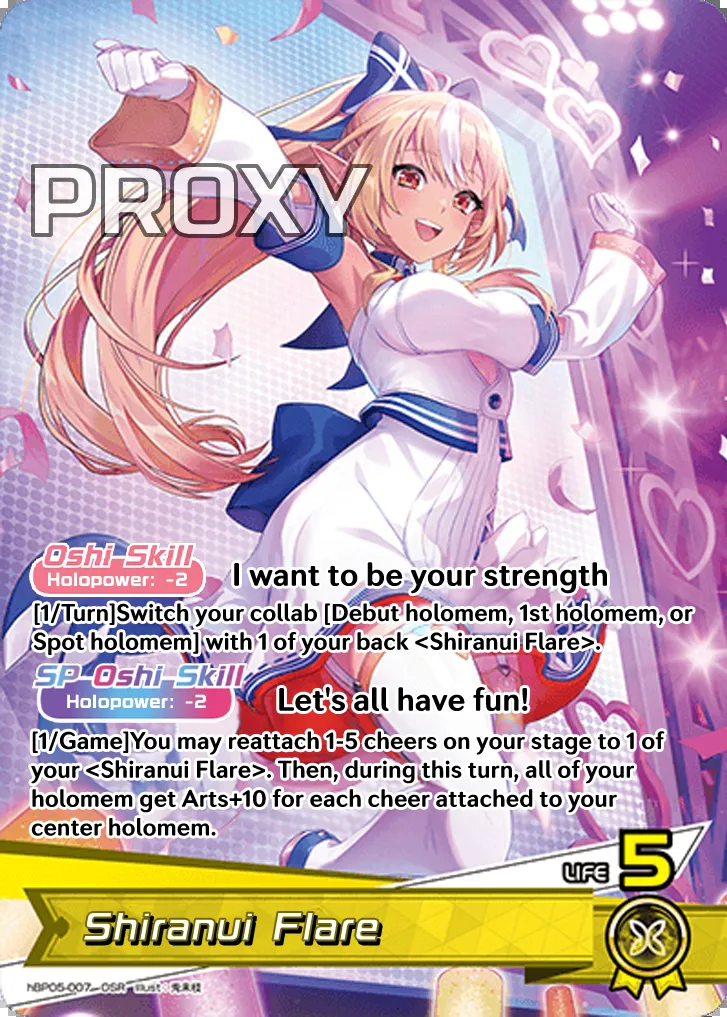 PROXY
Oshi Skill
Holopower: -2
I want to be your strength
[1/Turn]Switch your collab [Debut holomem, 1st holomem, or
Spot holomem] with 1 of your back <Shiranui Flare>.
SP Oshi Skill
Holopower: -2
Let's all have fun!
[1/Game]You may reattach 1-5 cheers on your stage to 1 of
your <Shiranui Flare>. Then, during this turn, all of your
holomem get Arts+10 for each cheer attached to your
center holomem.
LIFE 5
Shiranui Flare
hBP05-007 OSR Illust: